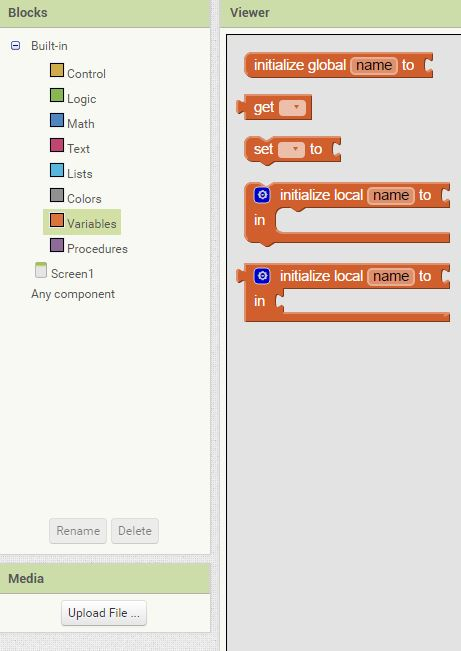 Blocks
Built-in
Control
Logic
Math
Text
Lists
Colors
Variables
Procedures
Screen1
Any component
Rename Delete
Media
Upload File ...
Viewer
initialize global name to
get
set to
initialize local name to
in
initialize local name to
in